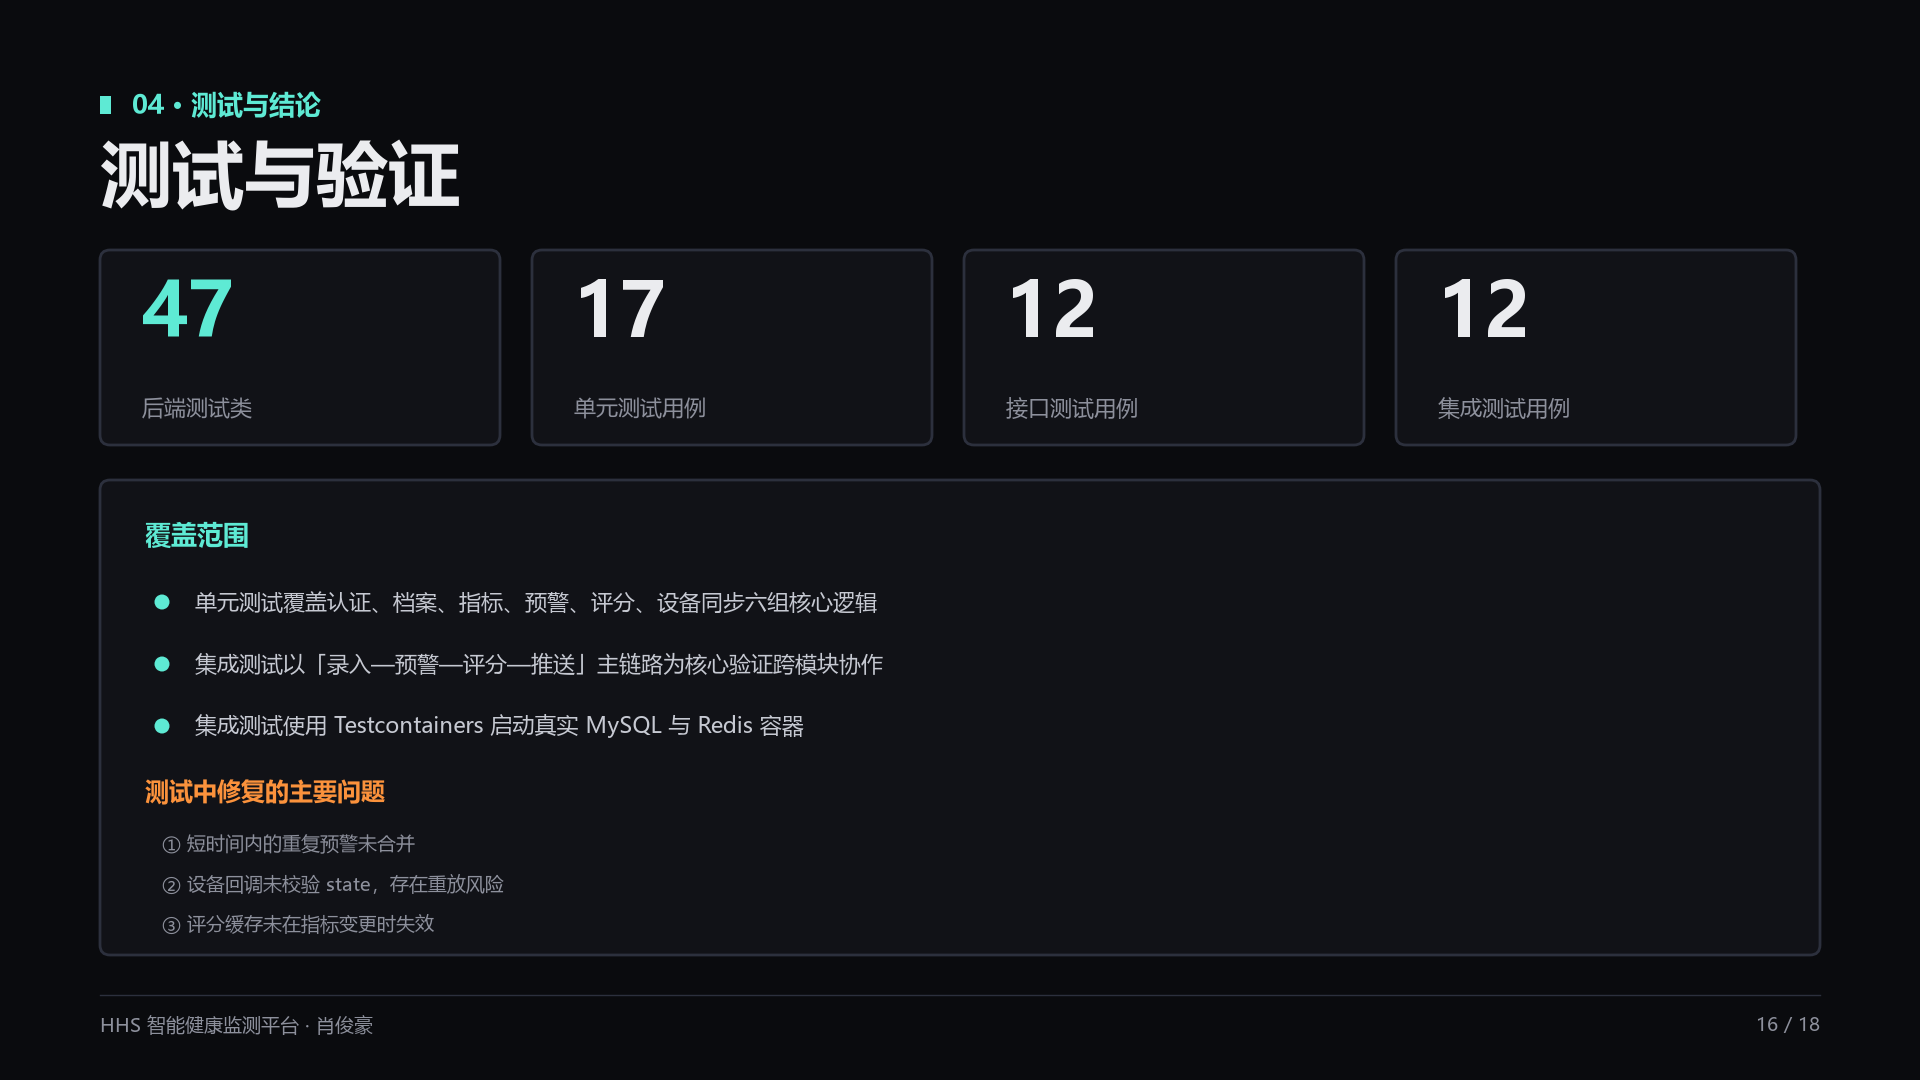 04 • 测试与结论
测试与验证
47
后端测试类
17
单元测试用例
12
接口测试用例
12
集成测试用例
覆盖范围
单元测试覆盖认证、档案、指标、预警、评分、设备同步六组核心逻辑
集成测试以「录入—预警—评分—推送」主链路为核心验证跨模块协作
集成测试使用 Testcontainers 启动真实 MySQL 与 Redis 容器
测试中修复的主要问题
① 短时间内的重复预警未合并
② 设备回调未校验 state，存在重放风险
③ 评分缓存未在指标变更时失效
HHS 智能健康监测平台 · 肖俊豪
16 / 18